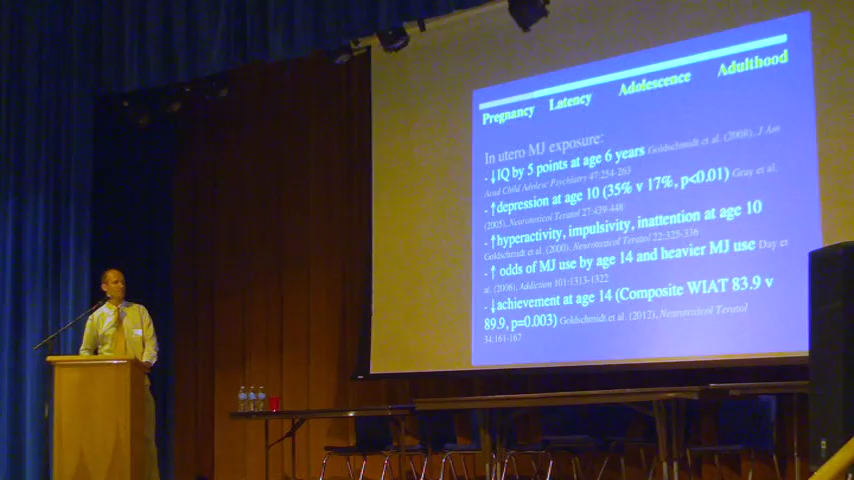 Pregnancy Latency Adolescence Adulthood
In utero MJ exposure:
- ↓IQ by 5 points at age 6 years Goldschmidt et al. (2008), J Am
Acad Child Adolesc Psychiatry 47:254-263
- ↑depression at age 10 (35% v 17%, p<0.01) Gray et al.
(2005), Neurotoxicol Teratol 27:439-448
- ↑hyperactivity, impulsivity, inattention at age 10
Goldschmidt et al. (2000), Neurotoxicol Teratol 22:325-336
- ↑ odds of MJ use by age 14 and heavier MJ use Day et
al. (2006), Addiction 101:1313-1322
- ↓achievement at age 14 (Composite WIAT 83.9 v
89.9, p=0.003) Goldschmidt et al. (2012), Neurotoxicol Teratol
34:161-167